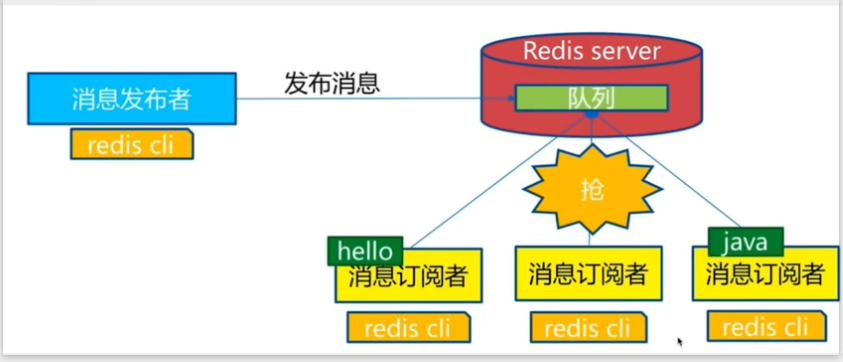 Redis server
消息发布者
发布消息
队列
redis cli
抢
hello
java
消息订阅者
消息订阅者
消息订阅者
redis cli
redis cli
redis cli